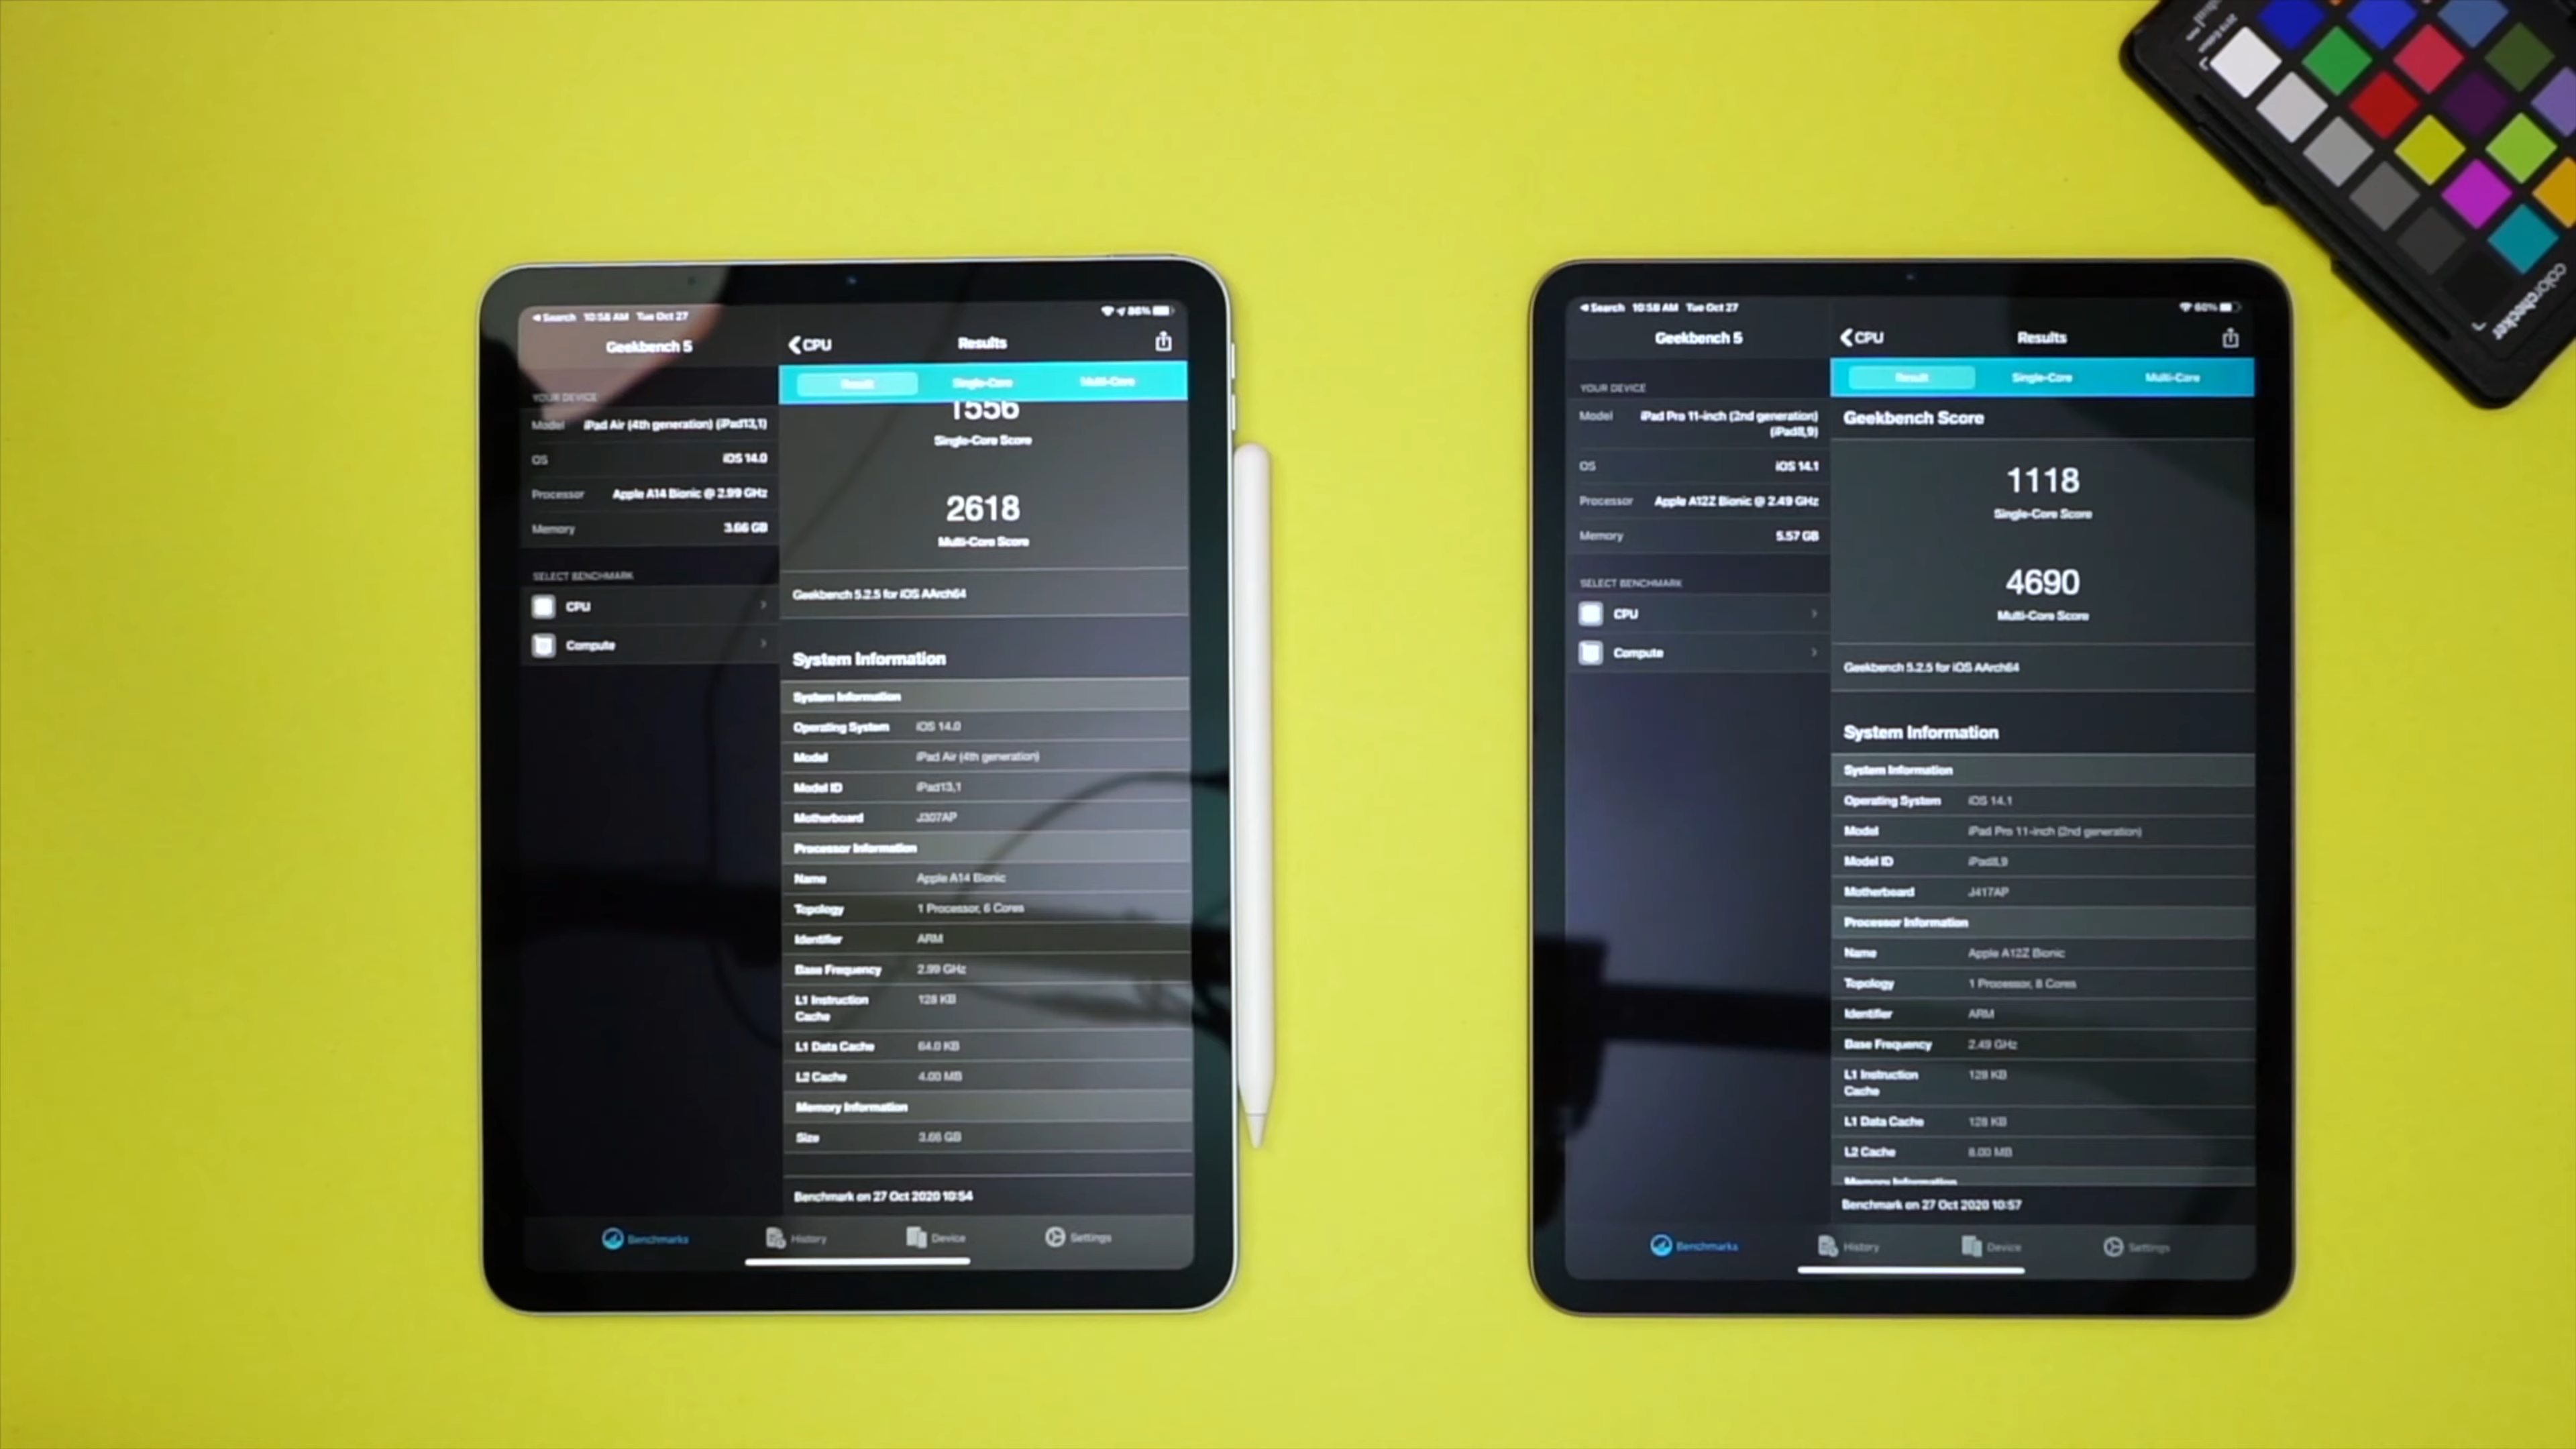 Search 10:58 AM Tue Oct 27
86%
Geekbench 5
CPU
Results
Result
Single-Core
Multi-Core
YOUR DEVICE
Model iPad Air (4th generation) (iPad13,1)
OS iOS 14.0
Processor Apple A14 Bionic @ 2.99 GHz
Memory 3.66 GB
SELECT BENCHMARK
CPU
Compute
1556
Single-Core Score
2618
Multi-Core Score
Geekbench 5.2.5 for iOS AArch64
System Information
System Information
Operating System iOS 14.0
Model iPad Air (4th generation)
Model ID iPad13,1
Motherboard J307AP
Processor Information
Name Apple A14 Bionic
Topology 1 Processor, 6 Cores
Identifier ARM
Base Frequency 2.99 GHz
L1 Instruction 128 KB
Cache
L1 Data Cache 64.0 KB
L2 Cache 4.00 MB
Memory Information
Size 3.66 GB
Benchmark on 27 Oct 2020 10:54
Benchmarks
History
Device
Settings
Search 10:58 AM Tue Oct 27
60%
Geekbench 5
CPU
Results
Result
Single-Core
Multi-Core
YOUR DEVICE
Model iPad Pro 11-inch (2nd generation)
(iPad8,9)
OS iOS 14.1
Processor Apple A12Z Bionic @ 2.49 GHz
Memory 5.57 GB
SELECT BENCHMARK
CPU
Compute
Geekbench Score
1118
Single-Core Score
4690
Multi-Core Score
Geekbench 5.2.5 for iOS AArch64
System Information
System Information
Operating System iOS 14.1
Model iPad Pro 11-inch (2nd generation)
Model ID iPad8,9
Motherboard J417AP
Processor Information
Name Apple A12Z Bionic
Topology 1 Processor, 8 Cores
Identifier ARM
Base Frequency 2.49 GHz
L1 Instruction 128 KB
Cache
L1 Data Cache 128 KB
L2 Cache 8.00 MB
Memory Information
Benchmark on 27 Oct 2020 10:57
Benchmarks
History
Device
Settings
colorchecker